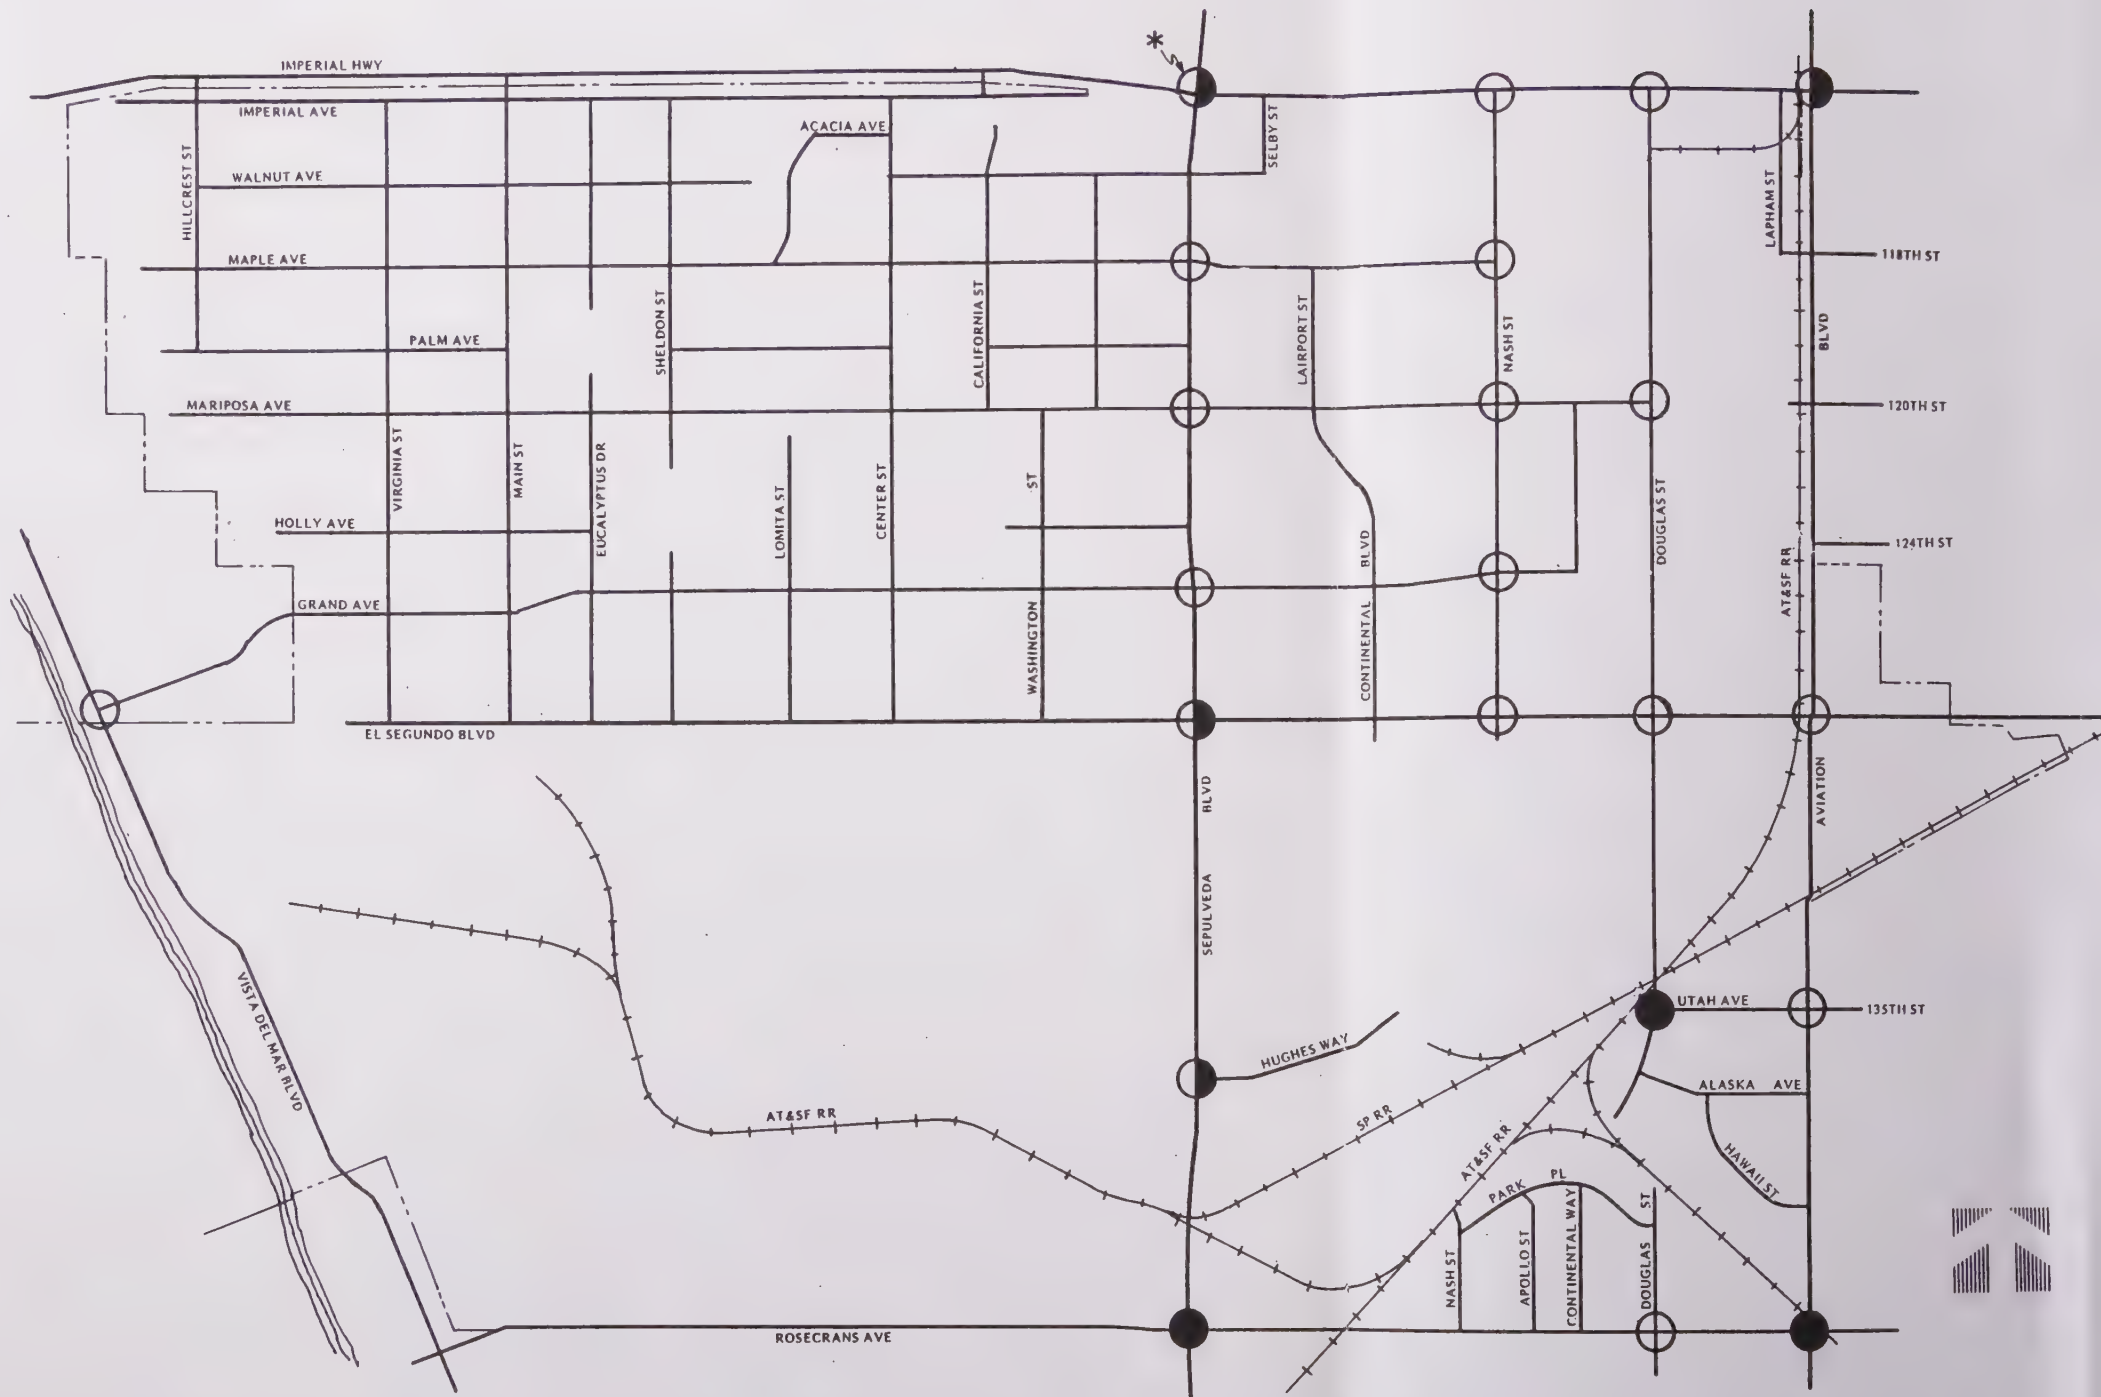 *
IMPERIAL HWY
IMPERIAL AVE
ACACIA AVE
SELBY ST
HILLCREST ST
WALNUT AVE
LAPHAM ST
MAPLE AVE
118TH ST
SHELDON ST
CALIFORNIA ST
LAIRPORT ST
NASH ST
BLVD
PALM AVE
MARIPOSA AVE
120TH ST
VIRGINIA ST
MAIN ST
EUCALYPTUS DR
LOMITA ST
CENTER ST
WASHINGTON ST
CONTINENTAL BLVD
DOUGLAS ST
HOLLY AVE
124TH ST
AT&SF RR
GRAND AVE
EL SEGUNDO BLVD
SEPULVEDA BLVD
AVIATION
VISTA DEL MAR BLVD
UTAH AVE
135TH ST
HUGHES WAY
ALASKA AVE
AT&SF RR
SP RR
AT&SF RR
HAWAII ST
PARK PL
NASH ST
APOLLO ST
CONTINENTAL WAY
DOUGLAS ST
ROSECRANS AVE